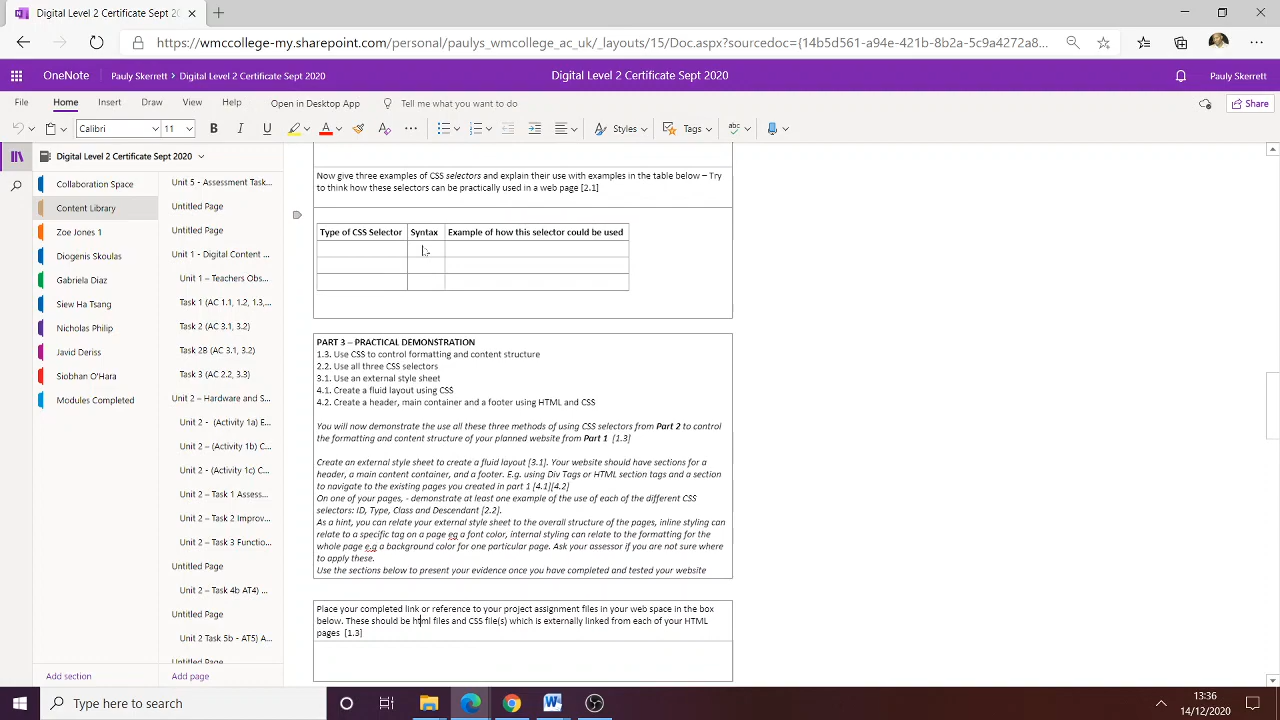 Digital Level 2 Certificate Sept 20
https://wmccollege-my.sharepoint.com/personal/paulys_wmcollege_ac_uk/_layouts/15/Doc.aspx?sourcedoc={14b5d561-a94e-421b-8b2a-5c9a4272a8...
OneNote
Pauly Skerrett > Digital Level 2 Certificate Sept 2020
Digital Level 2 Certificate Sept 2020
Pauly Skerrett
File
Home
Insert
Draw
View
Help
Open in Desktop App
Tell me what you want to do
Share
Calibri
11
B
I
U
A
Styles
Tags
abc
Digital Level 2 Certificate Sept 2020
Collaboration Space
Content Library
Zoe Jones 1
Diogenis Skoulas
Gabriela Diaz
Siew Ha Tsang
Nicholas Philip
Javid Deriss
Siobhan O'Hara
Modules Completed
Add section
Unit 5 - Assessment Task...
Untitled Page
Untitled Page
Unit 1 - Digital Content ...
Unit 1 – Teachers Obs...
Task 1 (AC 1.1, 1.2, 1.3,...
Task 2 (AC 3.1, 3.2)
Task 2B (AC 3.1, 3.2)
Task 3 (AC 2.2, 3.3)
Unit 2 – Hardware and S...
Unit 2 - (Activity 1a) E...
Unit 2 – (Activity 1b) C...
Unit 2 - (Activity 1c) C...
Unit 2 – Task 1 Assess...
Unit 2 – Task 2 Improv...
Unit 2 – Task 3 Functio...
Untitled Page
Unit 2 – Task 4b AT4) ...
Untitled Page
Unit 2 Task 5b - AT5) A...
Untitled Page
Add page
Now give three examples of CSS selectors and explain their use with examples in the table below – Try
to think how these selectors can be practically used in a web page [2.1]
Type of CSS Selector Syntax Example of how this selector could be used
PART 3 – PRACTICAL DEMONSTRATION
1.3. Use CSS to control formatting and content structure
2.2. Use all three CSS selectors
3.1. Use an external style sheet
4.1. Create a fluid layout using CSS
4.2. Create a header, main container and a footer using HTML and CSS
You will now demonstrate the use all these three methods of using CSS selectors from Part 2 to control
the formatting and content structure of your planned website from Part 1 [1.3]
Create an external style sheet to create a fluid layout [3.1]. Your website should have sections for a
header, a main content container, and a footer. E.g. using Div Tags or HTML section tags and a section
to navigate to the existing pages you created in part 1 [4.1][4.2]
On one of your pages, - demonstrate at least one example of the use of each of the different CSS
selectors: ID, Type, Class and Descendant [2.2].
As a hint, you can relate your external style sheet to the overall structure of the pages, inline styling can
relate to a specific tag on a page eg a font color, internal styling can relate to the formatting for the
whole page e.g a background color for one particular page. Ask your assessor if you are not sure where
to apply these.
Use the sections below to present your evidence once you have completed and tested your website
Place your completed link or reference to your project assignment files in your web space in the box
below. These should be html files and CSS file(s) which is externally linked from each of your HTML
pages [1.3]
Type here to search
13:36
14/12/2020